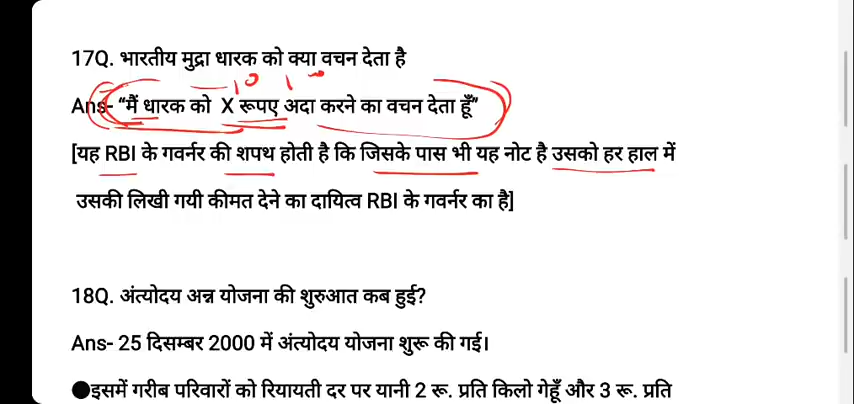 17Q. भारतीय मुद्रा धारक को क्या वचन देता है
Ans- “मैं धारक को X रूपए अदा करने का वचन देता हूँ”
[यह RBI के गवर्नर की शपथ होती है कि जिसके पास भी यह नोट है उसको हर हाल में
उसकी लिखी गयी कीमत देने का दायित्व RBI के गवर्नर का है]
18Q. अंत्योदय अन्न योजना की शुरुआत कब हुई?
Ans- 25 दिसम्बर 2000 में अंत्योदय योजना शुरू की गई।
●इसमें गरीब परिवारों को रियायती दर पर यानी 2 रू. प्रति किलो गेहूँ और 3 रू. प्रति